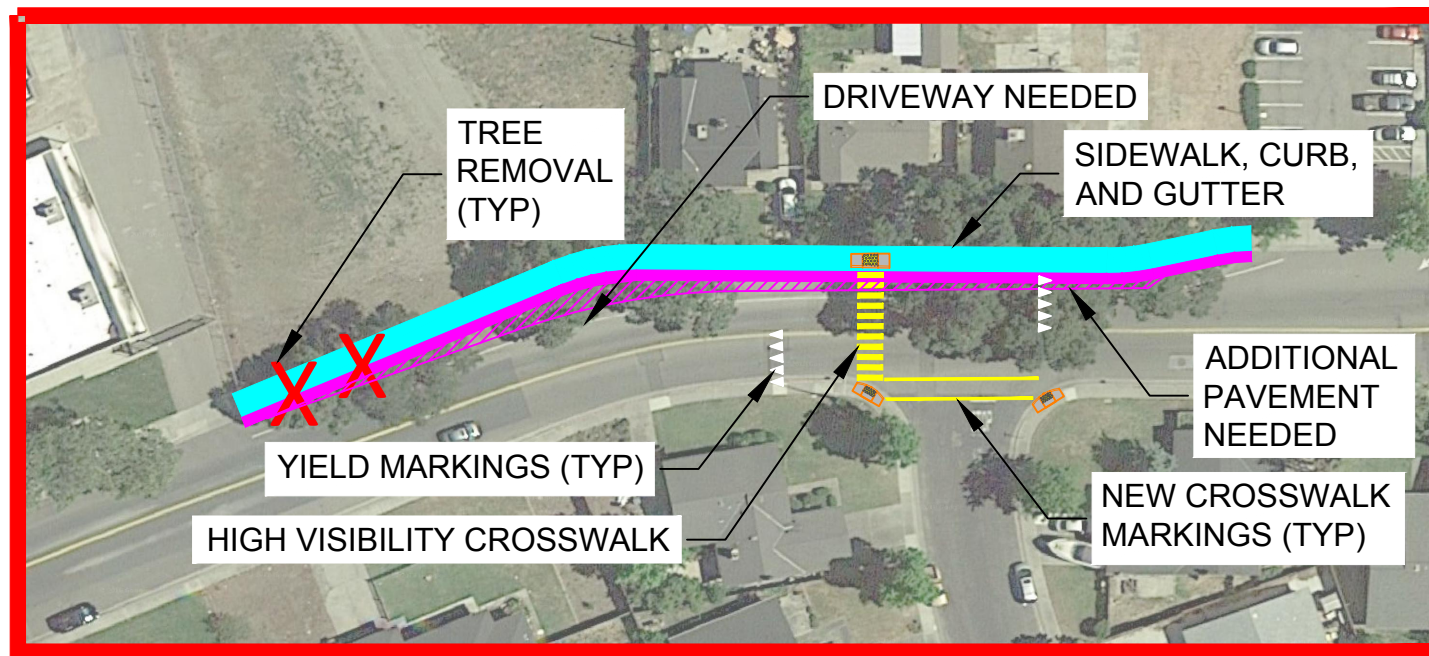 DRIVEWAY NEEDED
TREE
REMOVAL
(TYP)
SIDEWALK, CURB,
AND GUTTER
ADDITIONAL
PAVEMENT
NEEDED
YIELD MARKINGS (TYP)
HIGH VISIBILITY CROSSWALK
NEW CROSSWALK
MARKINGS (TYP)